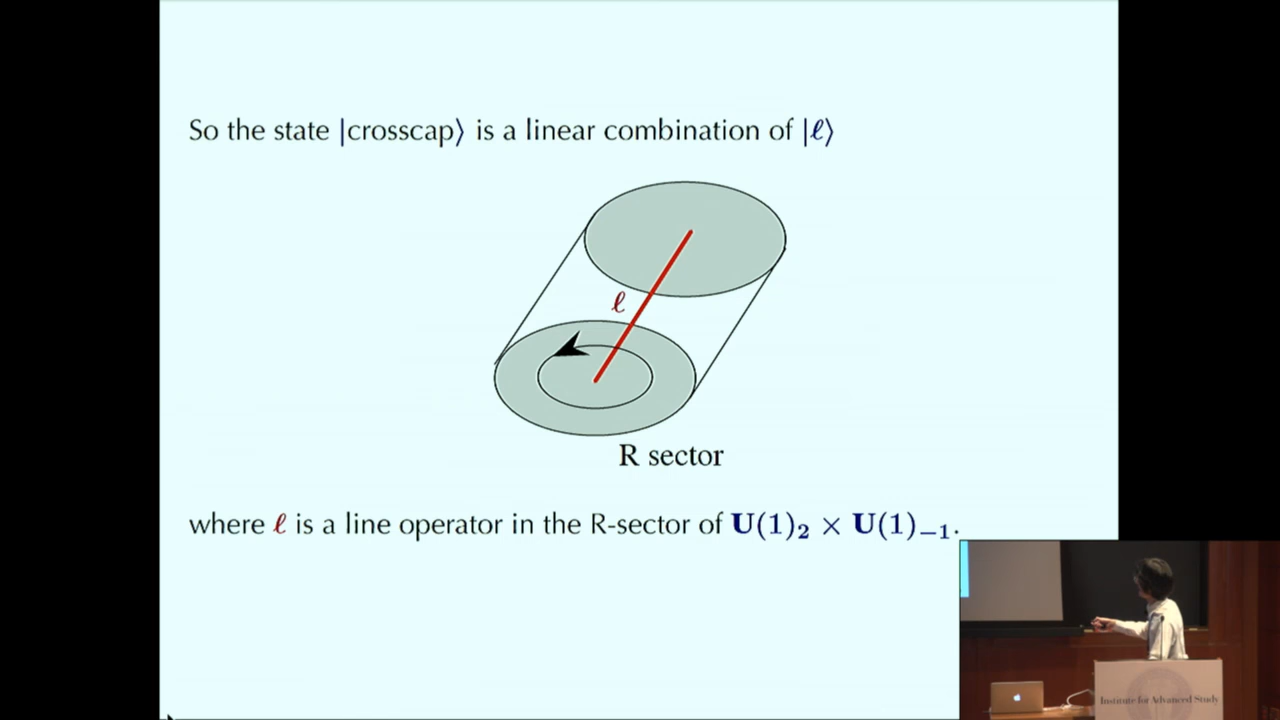 So the state |crosscap⟩ is a linear combination of |ℓ⟩
ℓ
R sector
where ℓ is a line operator in the R-sector of U(1)₂ × U(1)₋₁.
Institute for Advanced Study